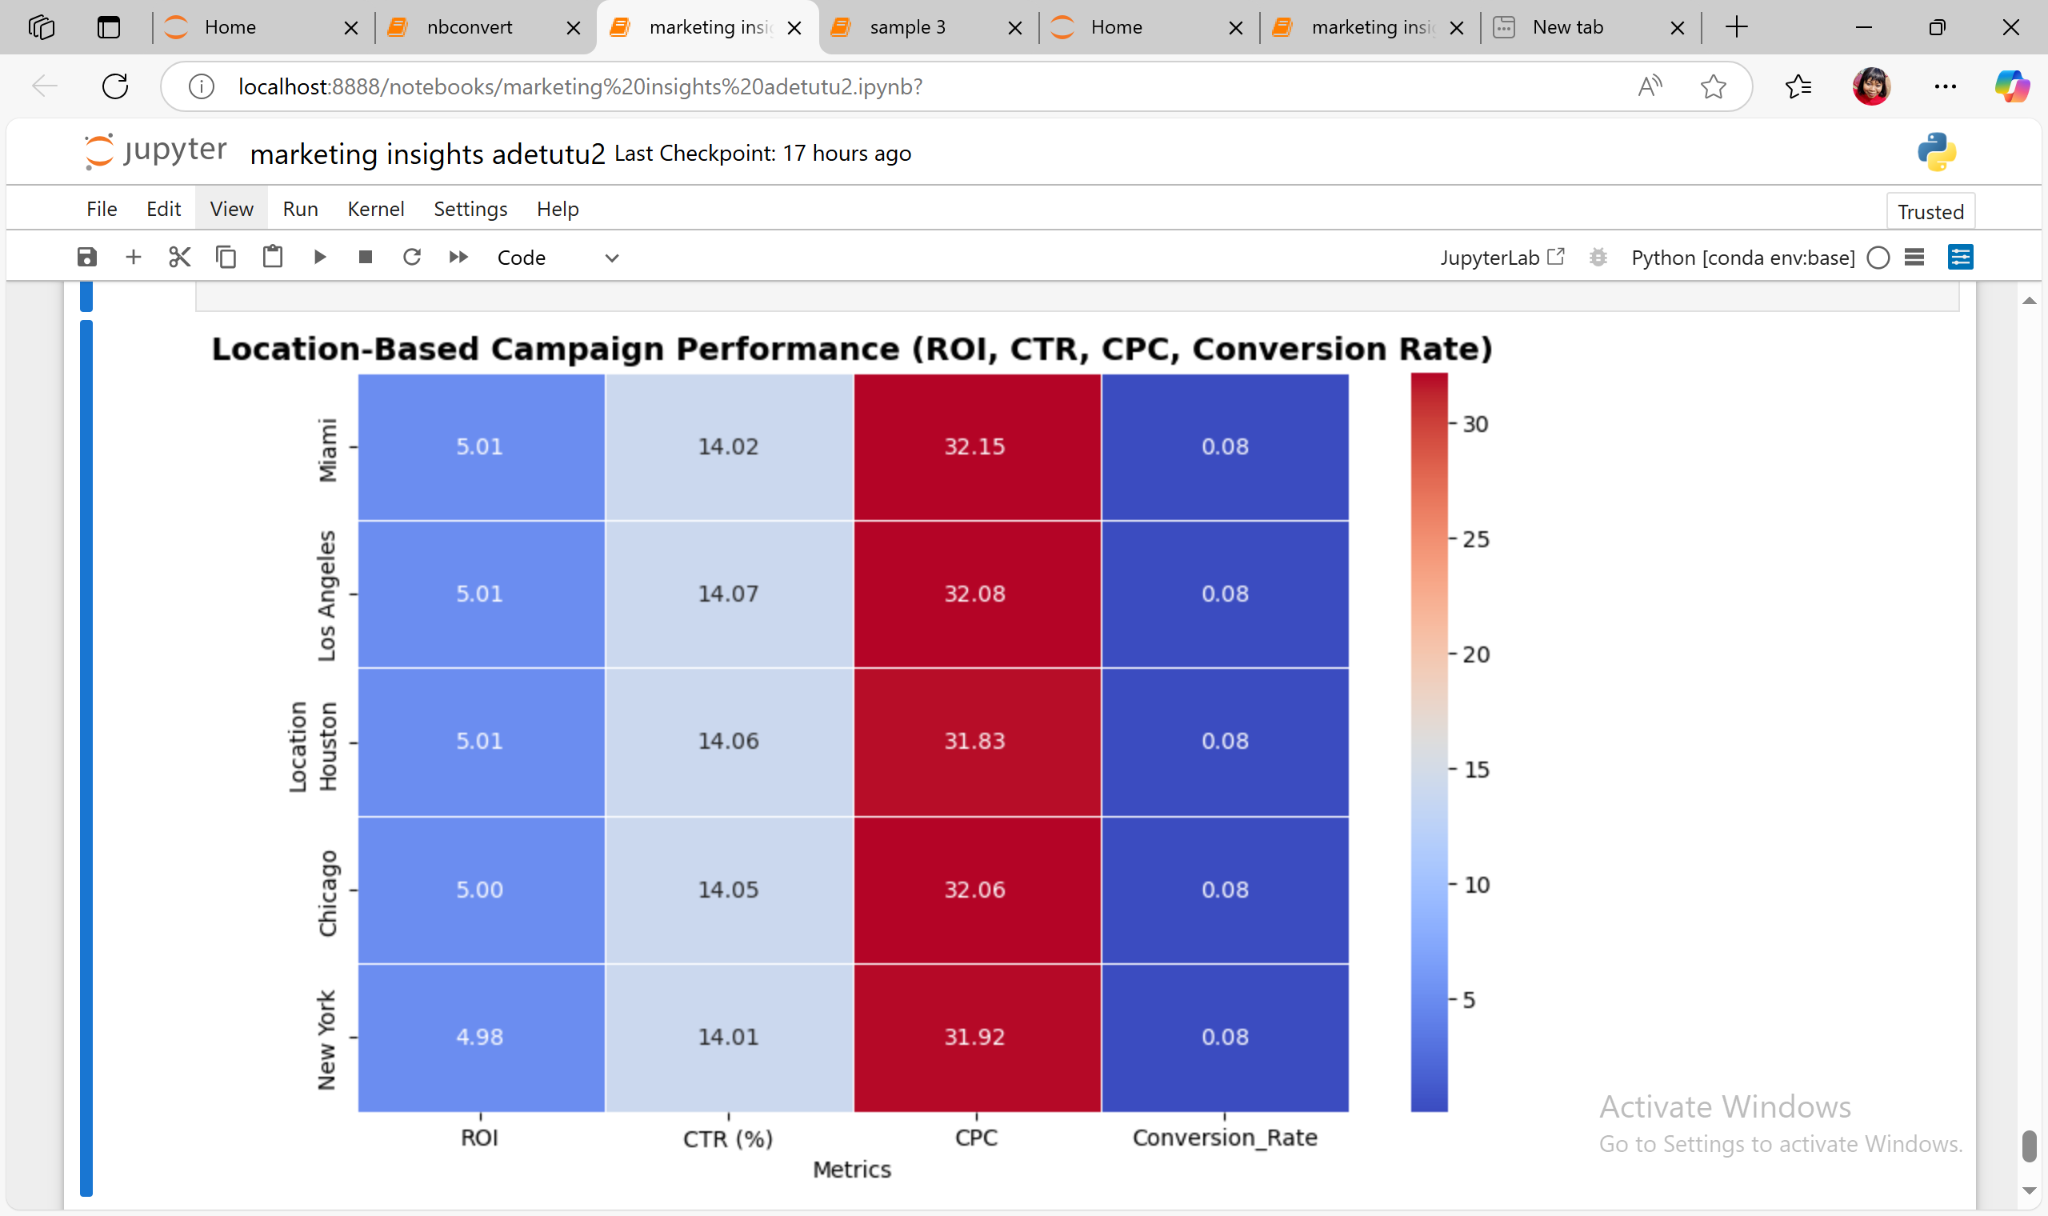 Home
nbconvert
marketing insi
sample 3
Home
marketing insi
New tab
localhost:8888/notebooks/marketing%20insights%20adetutu2.ipynb?
jupyter marketing insights adetutu2 Last Checkpoint: 17 hours ago
File Edit View Run Kernel Settings Help
Trusted
Code
JupyterLab
Python [conda env:base]
Location-Based Campaign Performance (ROI, CTR, CPC, Conversion Rate)
Location
Miami 5.01 14.02 32.15 0.08
Los Angeles 5.01 14.07 32.08 0.08
Houston 5.01 14.06 31.83 0.08
Chicago 5.00 14.05 32.06 0.08
New York 4.98 14.01 31.92 0.08
ROI CTR (%) CPC Conversion_Rate
Metrics
30
25
20
15
10
5
Activate Windows
Go to Settings to activate Windows.